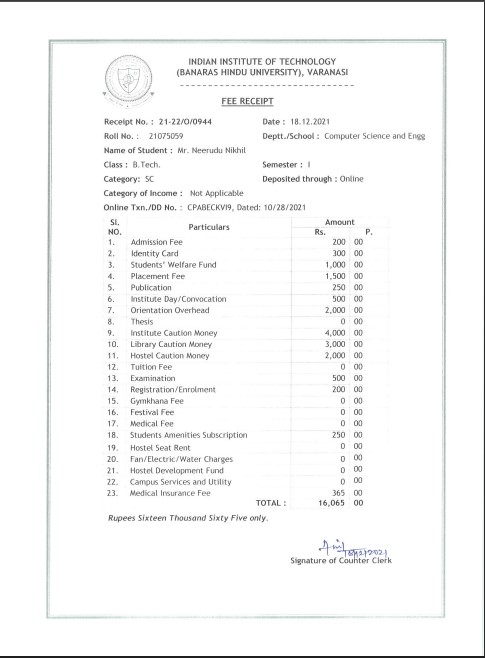 INDIAN INSTITUTE OF TECHNOLOGY
(BANARAS HINDU UNIVERSITY), VARANASI
FEE RECEIPT
Receipt No. : 21-22/O/0944 Date : 18.12.2021
Roll No. : 21075059 Deptt./School : Computer Science and Engg
Name of Student : Mr. Neerudu Nikhil
Class : B.Tech. Semester : I
Category: SC Deposited through : Online
Category of Income : Not Applicable
Online Txn./DD No. : CPABECKVI9, Dated: 10/28/2021
Sl. NO. Particulars Amount
Rs. P.
1. Admission Fee 200 00
2. Identity Card 300 00
3. Students' Welfare Fund 1,000 00
4. Placement Fee 1,500 00
5. Publication 250 00
6. Institute Day/Convocation 500 00
7. Orientation Overhead 2,000 00
8. Thesis 0 00
9. Institute Caution Money 4,000 00
10. Library Caution Money 3,000 00
11. Hostel Caution Money 2,000 00
12. Tuition Fee 0 00
13. Examination 500 00
14. Registration/Enrolment 200 00
15. Gymkhana Fee 0 00
16. Festival Fee 0 00
17. Medical Fee 0 00
18. Students Amenities Subscription 250 00
19. Hostel Seat Rent 0 00
20. Fan/Electric/Water Charges 0 00
21. Hostel Development Fund 0 00
22. Campus Services and Utility 0 00
23. Medical Insurance Fee 365 00
TOTAL : 16,065 00
Rupees Sixteen Thousand Sixty Five only.
18/12/2021
Signature of Counter Clerk